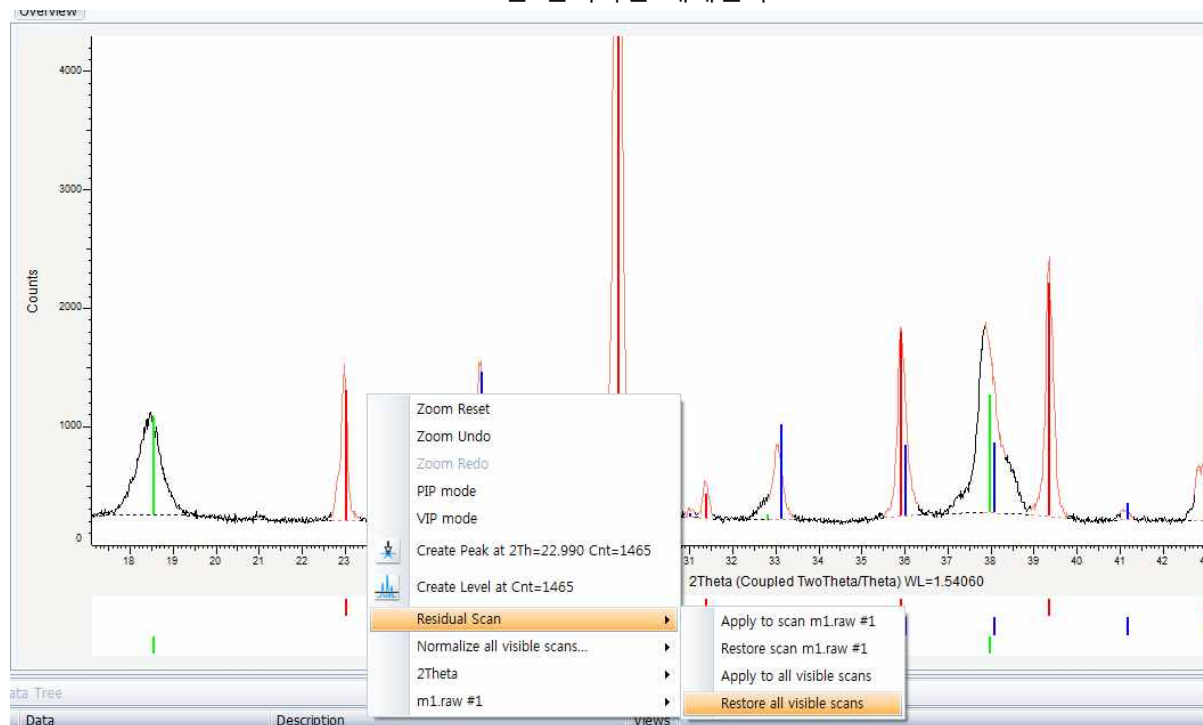 Overview
4000
3000
2000
1000
0
Counts
18 19 20 21 22 23 31 32 33 34 35 36 37 38 39 40 41 42
2Theta (Coupled TwoTheta/Theta) WL=1.54060
Zoom Reset
Zoom Undo
Zoom Redo
PIP mode
VIP mode
Create Peak at 2Th=22.990 Cnt=1465
Create Level at Cnt=1465
Residual Scan
Normalize all visible scans...
2Theta
m1.raw #1
Apply to scan m1.raw #1
Restore scan m1.raw #1
Apply to all visible scans
Restore all visible scans
Data Tree
Data Description Views